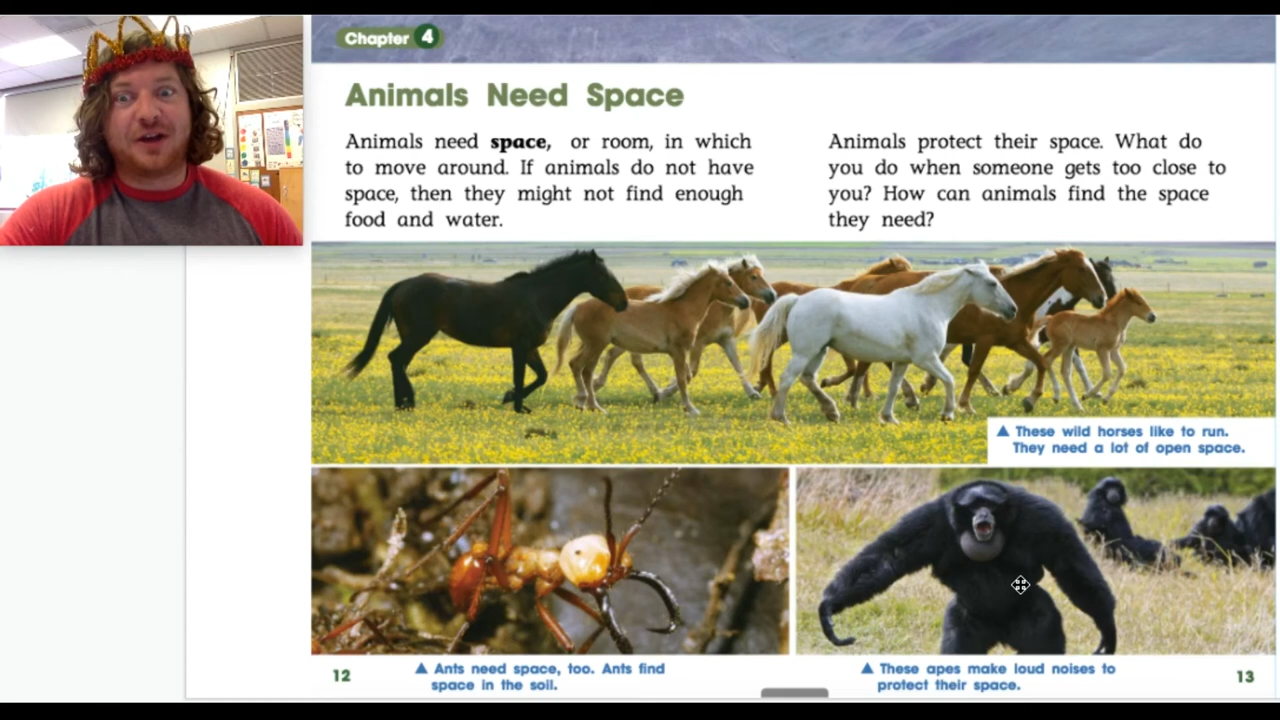 Chapter 4
Animals Need Space
Animals need space, or room, in which
to move around. If animals do not have
space, then they might not find enough
food and water.
Animals protect their space. What do
you do when someone gets too close to
you? How can animals find the space
they need?
▲ These wild horses like to run.
They need a lot of open space.
▲ Ants need space, too. Ants find
space in the soil.
▲ These apes make loud noises to
protect their space.
12
13